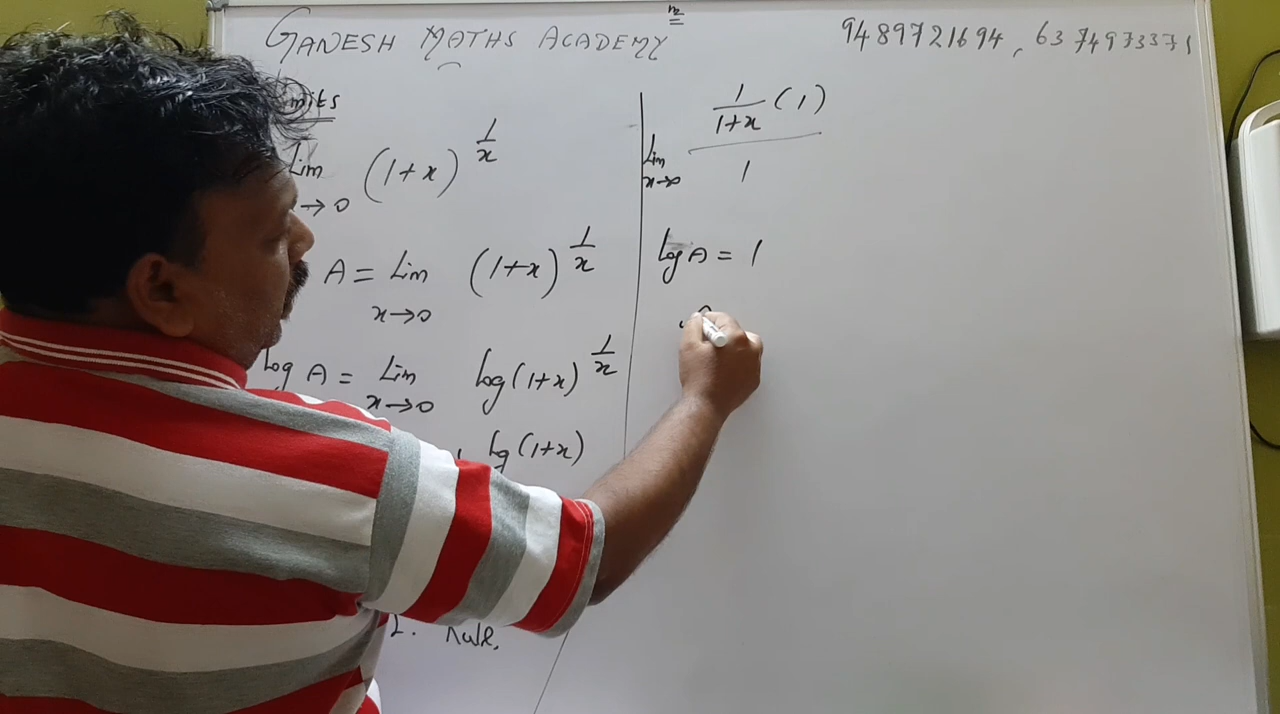 GANESH MATHS ACADEMY
9489721694, 6374973371
mits
Lim (1+x)^(1/x)
x→0
A = Lim (1+x)^(1/x)
x→0
log A = Lim log(1+x)^(1/x)
x→0
log(1+x)
L. Rule.
1/(1+x) (1)
Lim
x→0
1
log A = 1